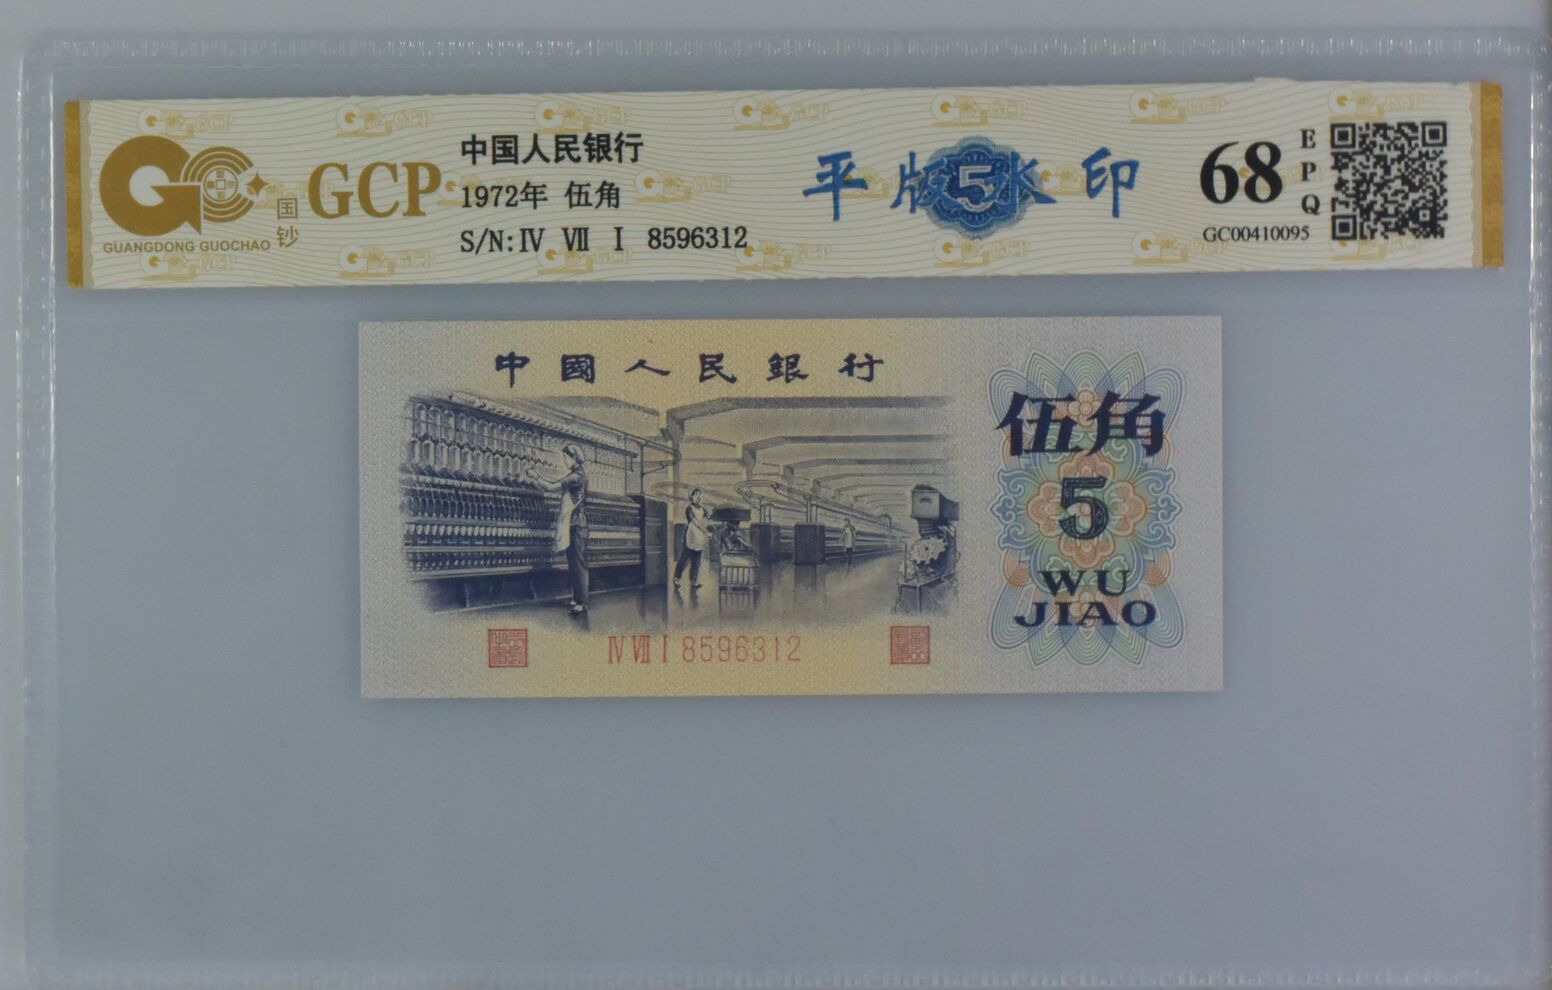 GUANGDONG GUOCHAO
国钞
GCP
中国人民银行
1972年 伍角
S/N: IV VII I 8596312
平版5水印
68
EPQ
GC00410095
中國人民銀行
伍角
5
WU
JIAO
IV VII I 8596312